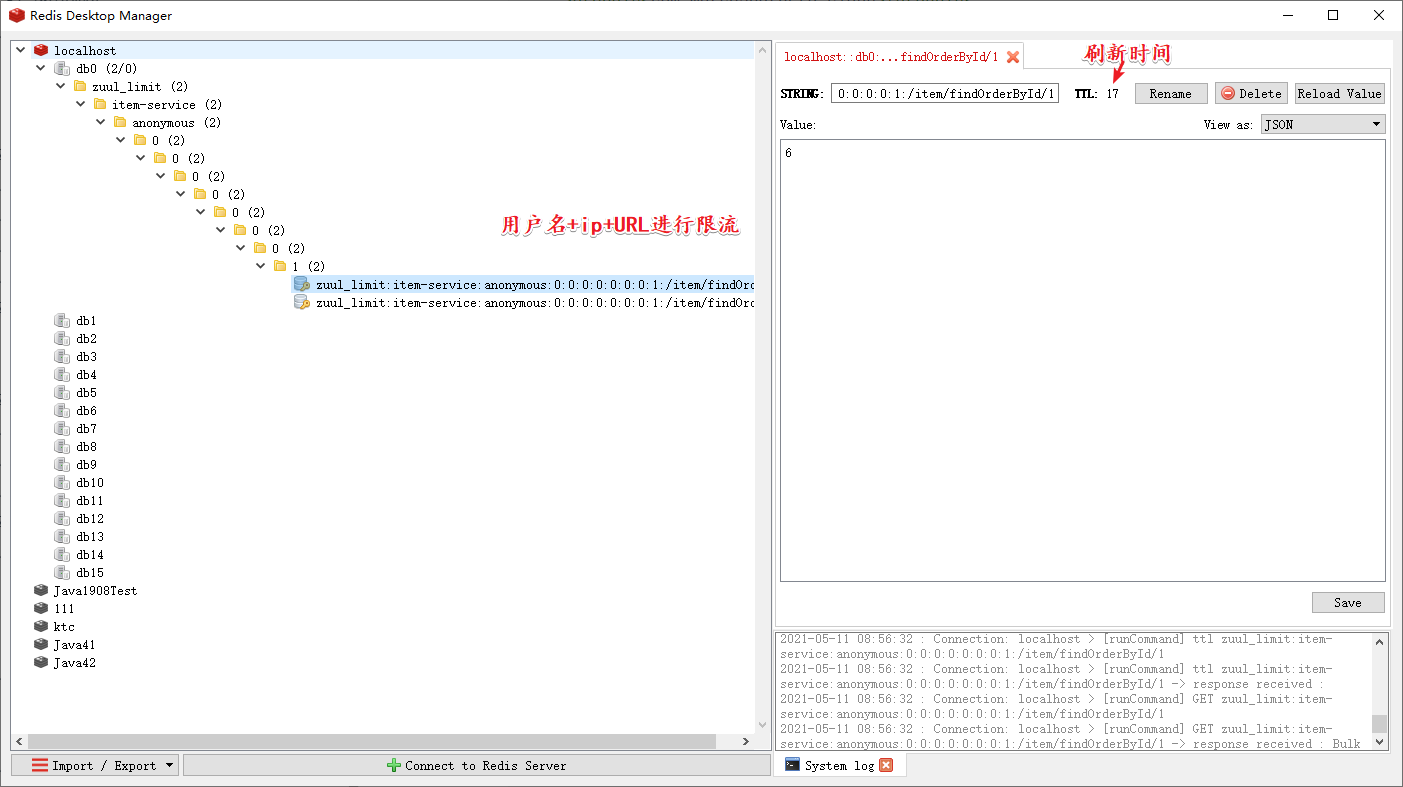 Redis Desktop Manager
localhost
db0 (2/0)
zuul_limit (2)
item-service (2)
anonymous (2)
0 (2)
0 (2)
0 (2)
0 (2)
0 (2)
0 (2)
0 (2)
1 (2)
zuul_limit:item-service:anonymous:0:0:0:0:0:0:0:1:/item/findOrd
zuul_limit:item-service:anonymous:0:0:0:0:0:0:0:1:/item/findOrd
用户名+ip+URL进行限流
db1
db2
db3
db4
db5
db6
db7
db8
db9
db10
db11
db12
db13
db14
db15
Java1908Test
111
ktc
Java41
Java42
Import / Export
Connect to Redis Server
localhost::db0:...findOrderById/1
刷新时间
STRING: 0:0:0:0:1:/item/findOrderById/1 TTL: 17 Rename Delete Reload Value
Value: View as: JSON
6
Save
2021-05-11 08:56:32 : Connection: localhost > [runCommand] ttl zuul_limit:item-
service:anonymous:0:0:0:0:0:0:0:1:/item/findOrderById/1
2021-05-11 08:56:32 : Connection: localhost > [runCommand] ttl zuul_limit:item-
service:anonymous:0:0:0:0:0:0:0:1:/item/findOrderById/1 -> response received :
2021-05-11 08:56:32 : Connection: localhost > [runCommand] GET zuul_limit:item-
service:anonymous:0:0:0:0:0:0:0:1:/item/findOrderById/1
2021-05-11 08:56:32 : Connection: localhost > [runCommand] GET zuul_limit:item-
service:anonymous:0:0:0:0:0:0:0:1:/item/findOrderById/1 -> response received : Bulk
System log